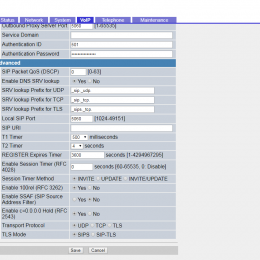 Status Network System VoIP Telephone Maintenance
Outbound Proxy Server Port 5060 [1-65535]
Service Domain
Authentication ID 601
Authentication Password
Advanced
SIP Packet QoS (DSCP) 0 [0-63]
Enable DNS SRV lookup Yes No
SRV lookup Prefix for UDP _sip._udp.
SRV lookup Prefix for TCP _sip._tcp.
SRV lookup Prefix for TLS _sips._tcp.
Local SIP Port 5060 [1024-49151]
SIP URI
T1 Timer 500 milliseconds
T2 Timer 4 seconds
REGISTER Expires Timer 3600 seconds [1-4294967295]
Enable Session Timer (RFC 4028) 0 seconds [60-65535, 0: Disable]
Session Timer Method INVITE UPDATE INVITE/UPDATE
Enable 100rel (RFC 3262) Yes No
Enable SSAF (SIP Source Address Filter) Yes No
Enable c=0.0.0.0 Hold (RFC 2543) Yes No
Transport Protocol UDP TCP TLS
TLS Mode SIPS SIP-TLS
Save Cancel